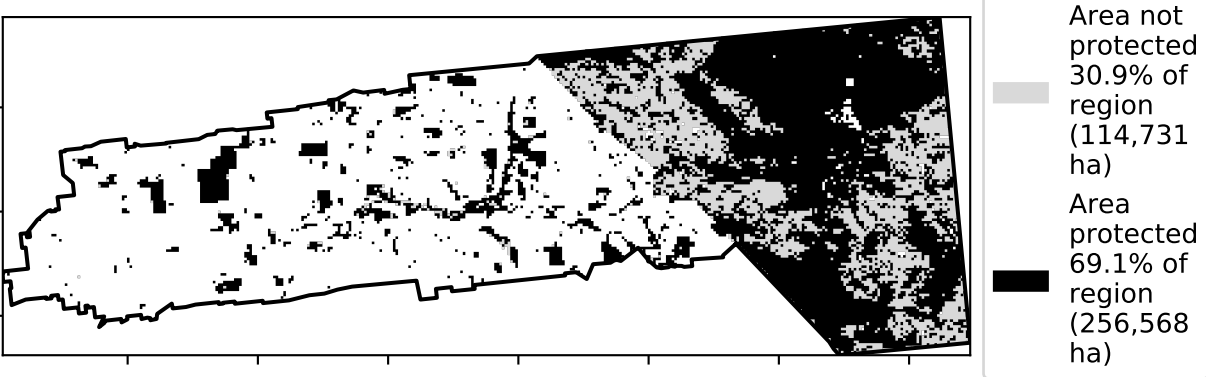 Area not
protected
30.9% of
region
(114,731
ha)
Area
protected
69.1% of
region
(256,568
ha)